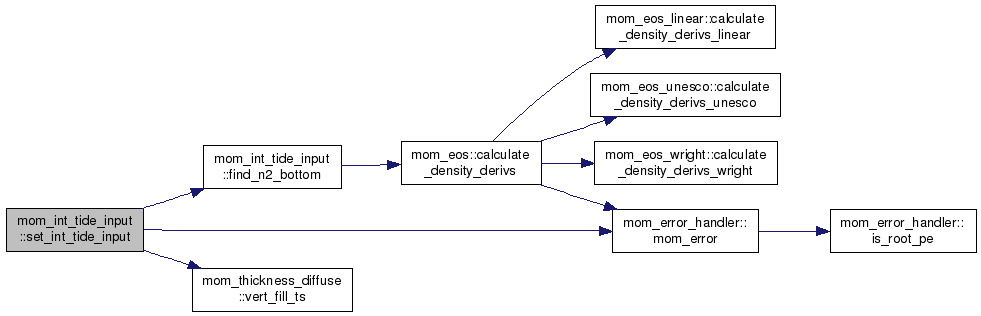 mom_int_tide_input
::set_int_tide_input
mom_int_tide_input
::find_n2_bottom
mom_thickness_diffuse
::vert_fill_ts
mom_eos::calculate
_density_derivs
mom_eos_linear::calculate
_density_derivs_linear
mom_eos_unesco::calculate
_density_derivs_unesco
mom_eos_wright::calculate
_density_derivs_wright
mom_error_handler::
mom_error
mom_error_handler::
is_root_pe